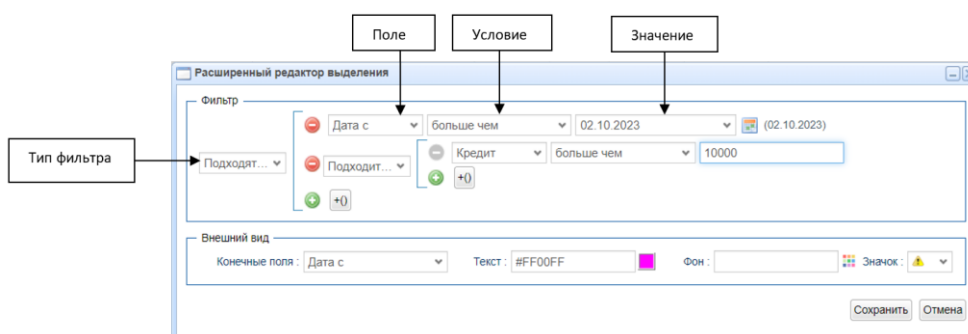 Поле
Условие
Значение
Расширенный редактор выделения
Фильтр
Дата с
больше чем
02.10.2023
(02.10.2023)
Тип фильтра
Подходят...
Подходит...
Кредит
больше чем
10000
+()
+()
Внешний вид
Конечные поля :
Дата с
Текст :
#FF00FF
Фон :
Значок :
Сохранить
Отмена